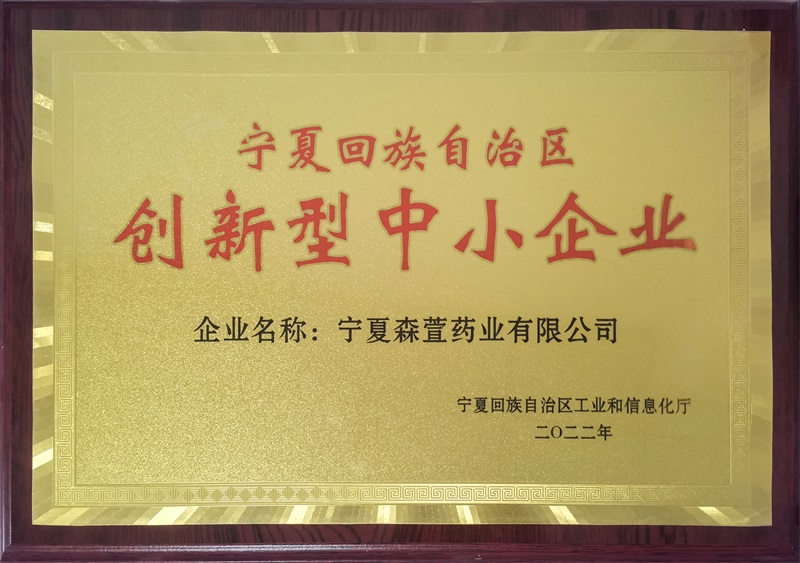 宁夏回族自治区
创新型中小企业
企业名称：宁夏森萱药业有限公司
宁夏回族自治区工业和信息化厅
二〇二二年